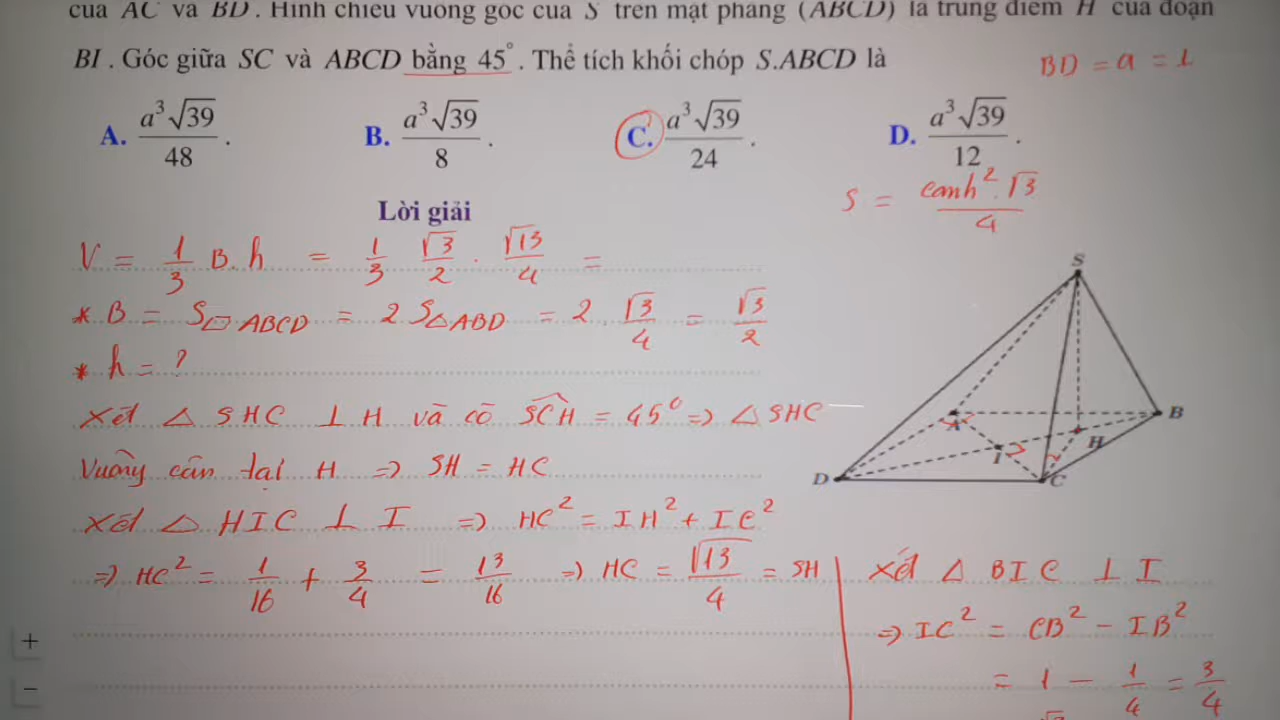 của AC và BD. Hình chiếu vuông góc của S trên mặt phẳng (ABCD) là trung điểm H của đoạn
BI. Góc giữa SC và ABCD bằng 45°. Thể tích khối chóp S.ABCD là
BD = a = 1
A. a³√39/48. B. a³√39/8. C. a³√39/24. D. a³√39/12.
S = canh². √3/4
Lời giải
V = 1/3 B.h = 1/3 √3/2 . √13/4 =
* B = S▱ABCD = 2 S△ABD = 2 . √3/4 = √3/2
* h = ?
Xét △ SHC ⊥ H và có SCH = 45° => △ SHC
Vuông cân tại H => SH = HC
Xét △ HIC ⊥ I => HC² = IH² + IC²
=> HC² = 1/16 + 3/4 = 13/16 => HC = √13/4 = SH
Xét △ BIC ⊥ I
=> IC² = CB² - IB²
= 1 - 1/4 = 3/4
S
A
B
H
I
D
C
+
−